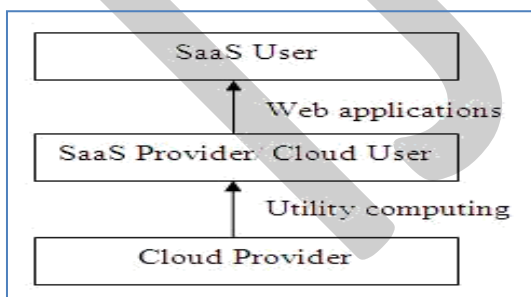 SaaS User
Web applications
SaaS Provider/ Cloud User
Utility computing
Cloud Provider